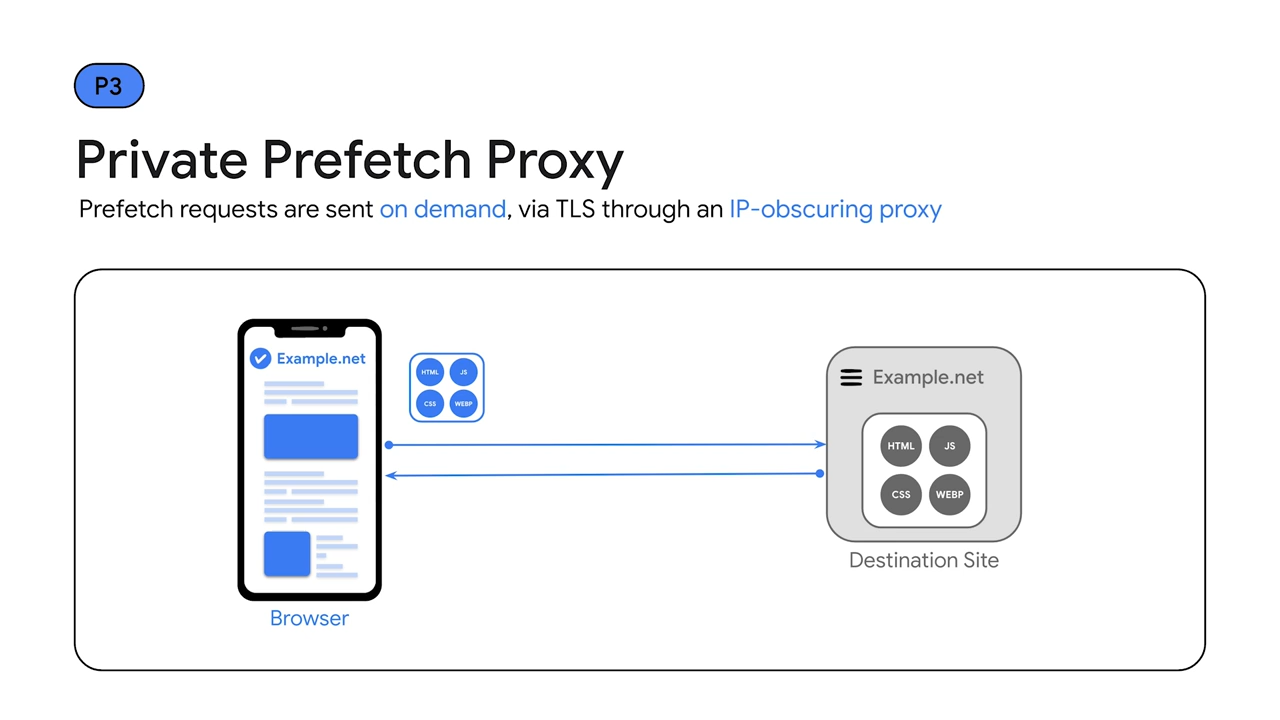 P3
Private Prefetch Proxy
Prefetch requests are sent on demand, via TLS through an IP-obscuring proxy
Example.net
HTML JS
CSS WEBP
Browser
Example.net
HTML JS
CSS WEBP
Destination Site